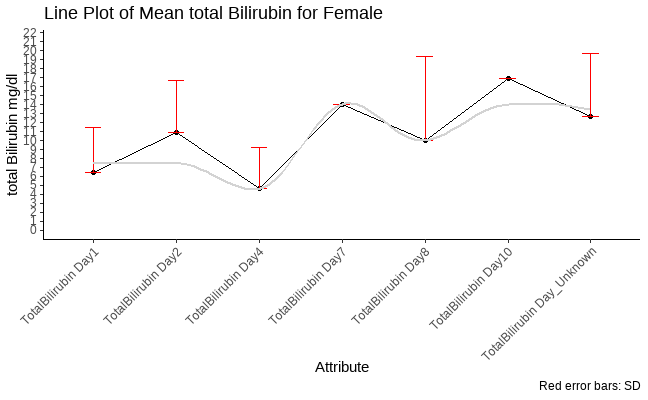 Line Plot of Mean total Bilirubin for Female
total Bilirubin mg/dl
22
21
20
19
18
17
16
15
14
13
12
11
10
9
8
7
6
5
4
3
2
1
0
TotalBilirubin Day1
TotalBilirubin Day2
TotalBilirubin Day4
TotalBilirubin Day7
TotalBilirubin Day8
TotalBilirubin Day10
TotalBilirubin Day_Unknown
Attribute
Red error bars: SD